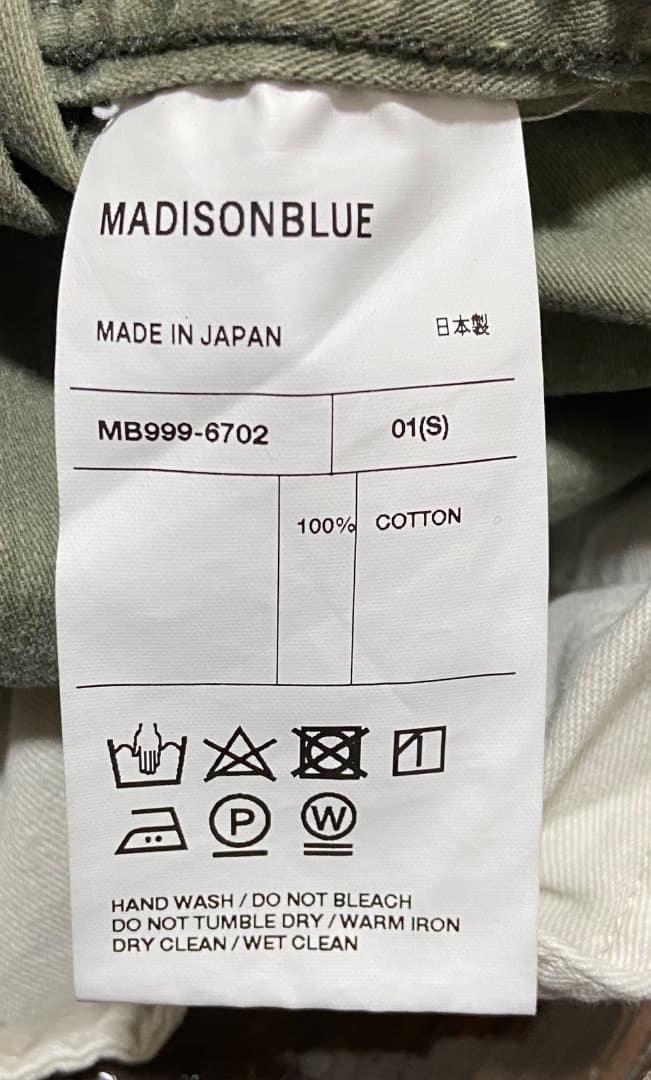 MADISONBLUE
MADE IN JAPAN 日本製
MB999-6702 01(S)
100% COTTON
P W
HAND WASH / DO NOT BLEACH
DO NOT TUMBLE DRY / WARM IRON
DRY CLEAN / WET CLEAN